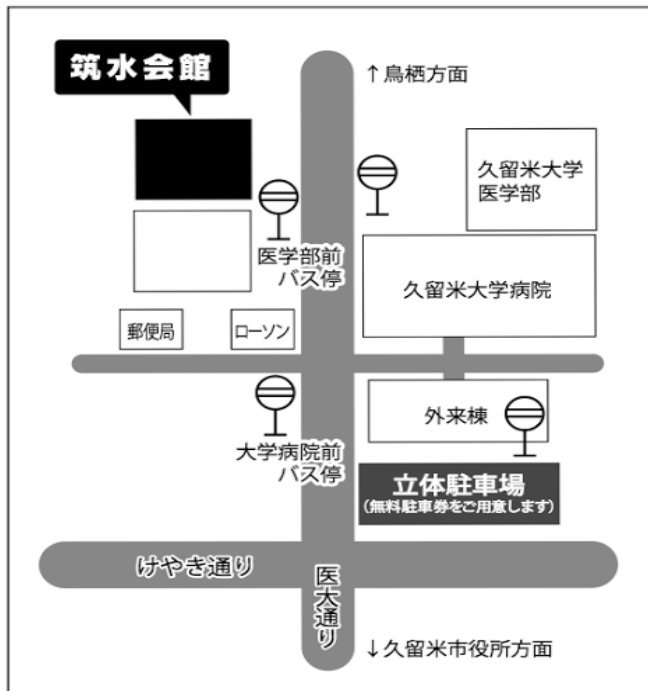 筑水会館
↑鳥栖方面
久留米大学
医学部
医学部前
バス停
久留米大学病院
郵便局
ローソン
外来棟
大学病院前
バス停
立体駐車場
(無料駐車券をご用意します)
けやき通り
医大通り
↓久留米市役所方面